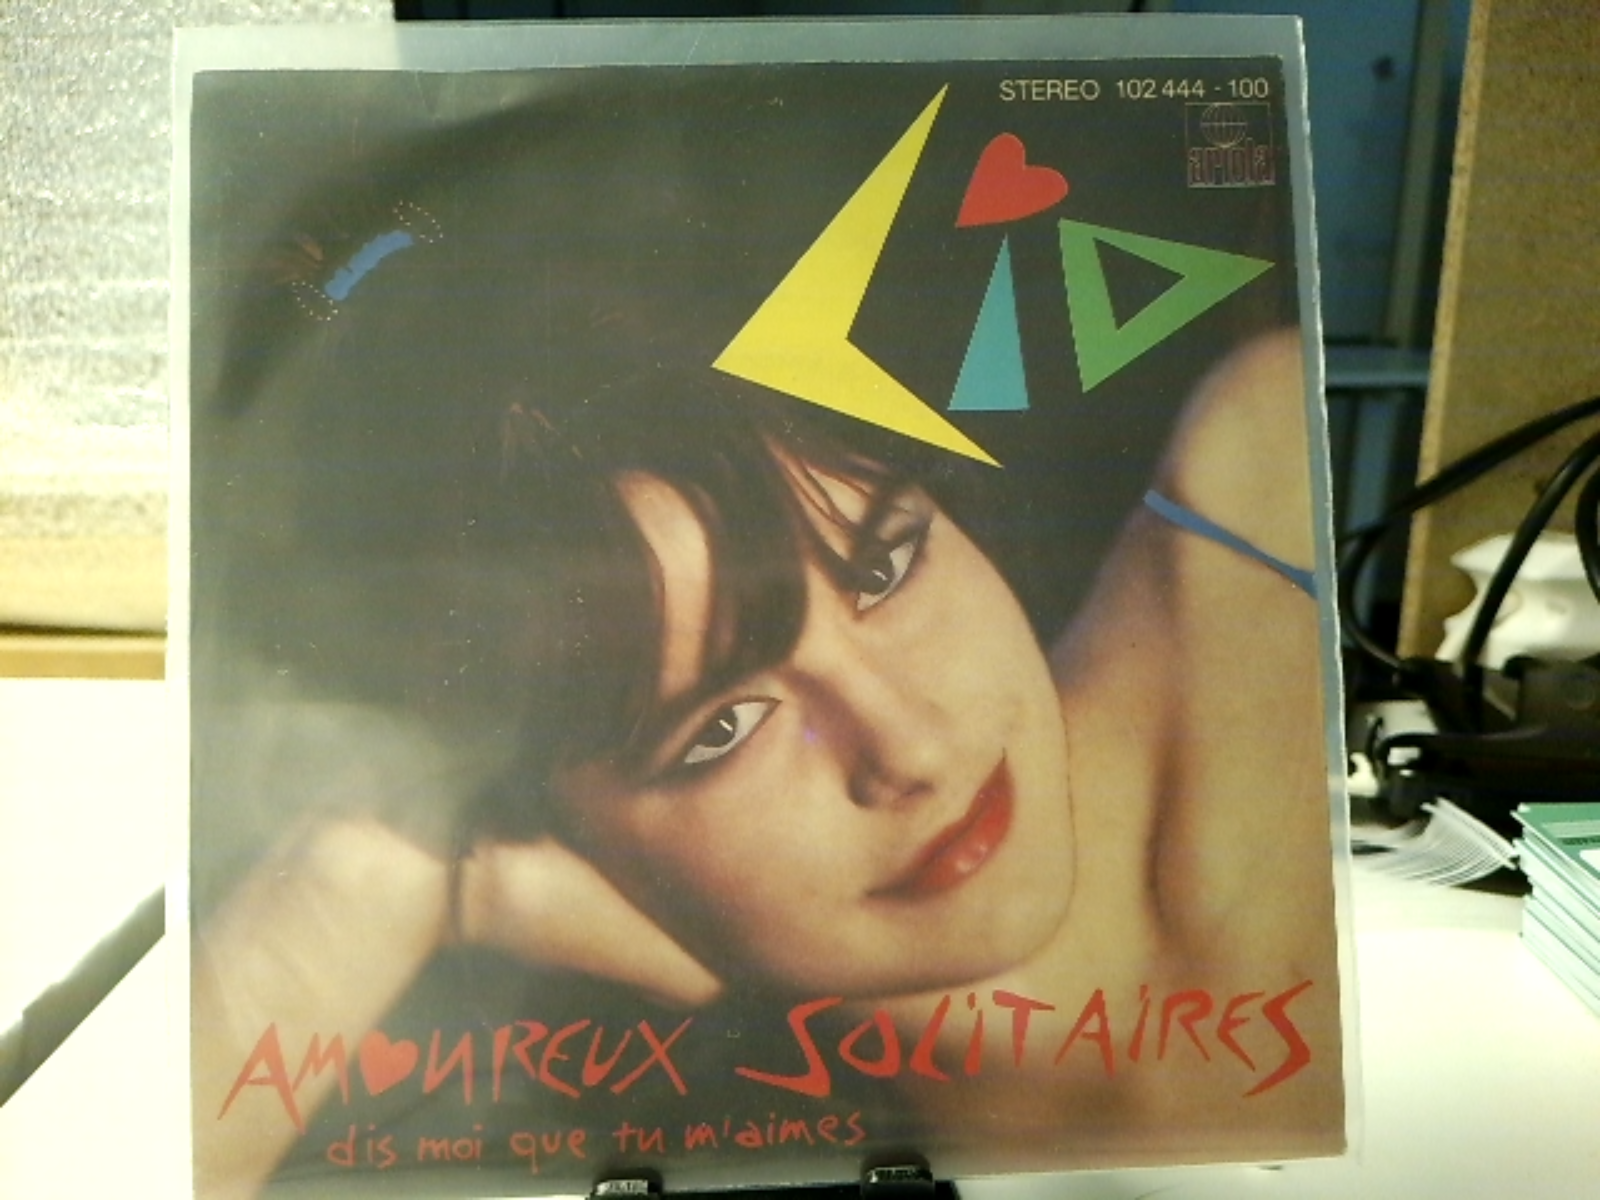 STEREO 102 444 - 100
ariola
LiO
AMOUREUX SOLITAIRES
dis moi que tu m'aimes